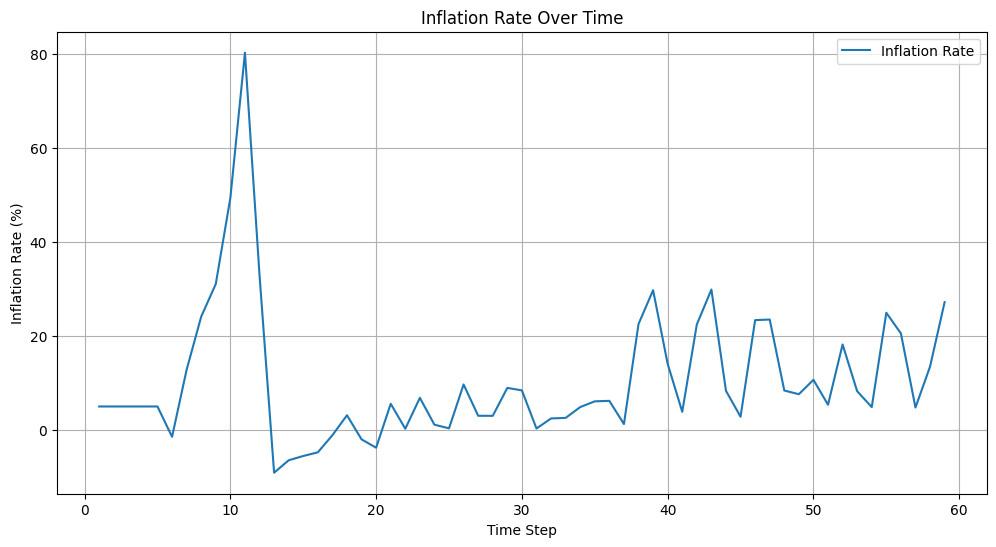 Inflation Rate Over Time
Inflation Rate
Inflation Rate (%)
80
60
40
20
0
0 10 20 30 40 50 60
Time Step